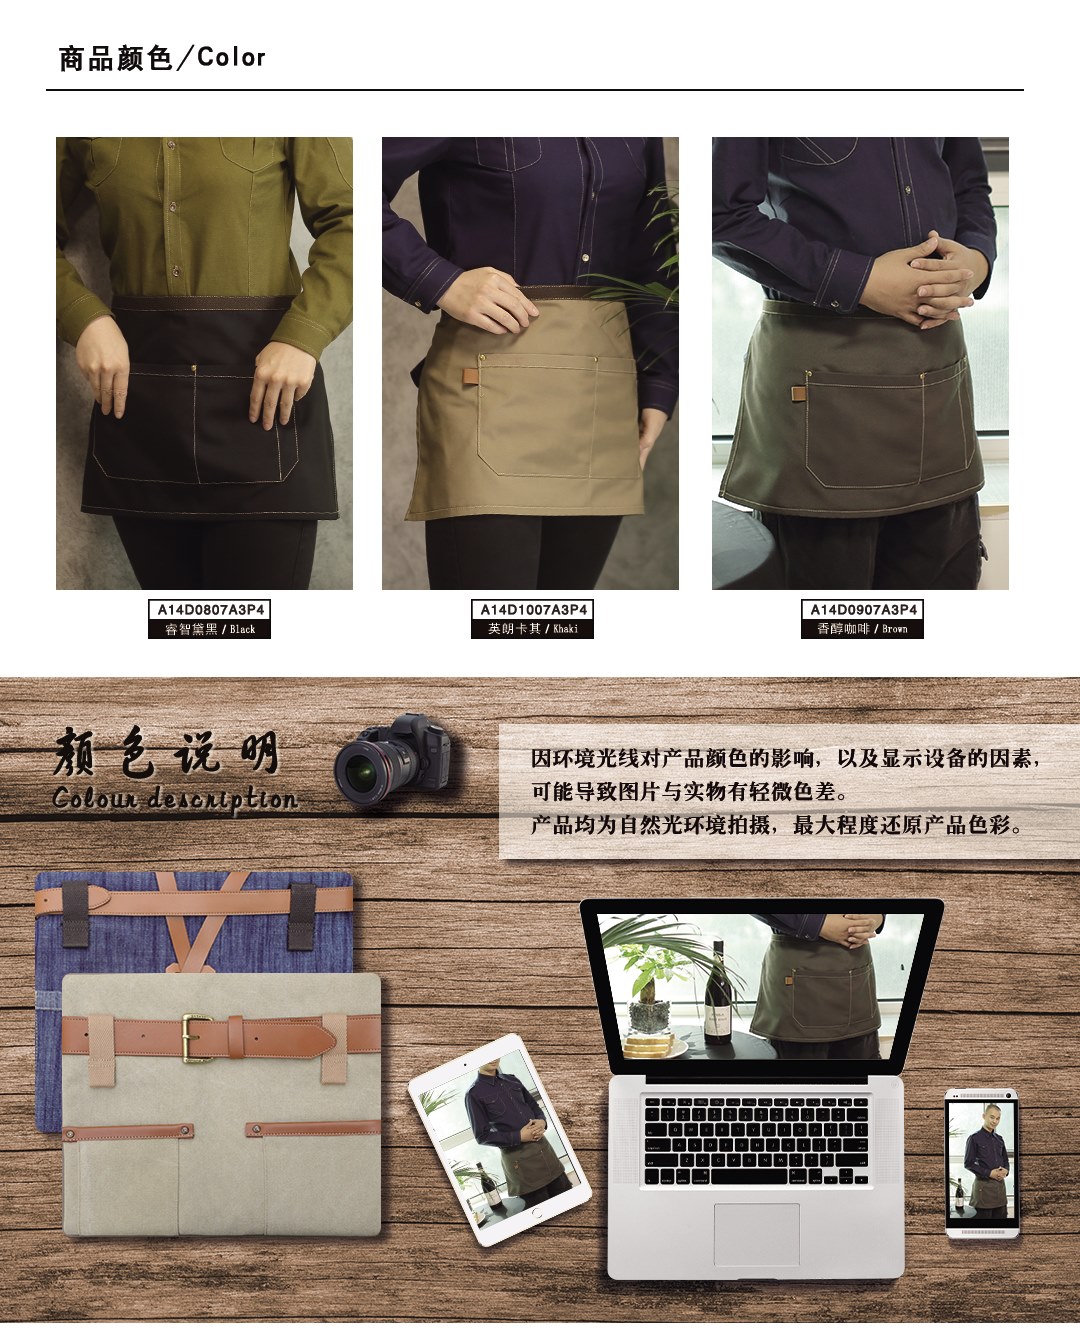 商品颜色/Color
A14D0807A3P4
睿智黛黑 / Black
A14D1007A3P4
英朗卡其 / Khaki
A14D0907A3P4
香醇咖啡 / Brown
颜色说明
Colour description
因环境光线对产品颜色的影响，以及显示设备的因素，
可能导致图片与实物有轻微色差。
产品均为自然光环境拍摄，最大程度还原产品色彩。